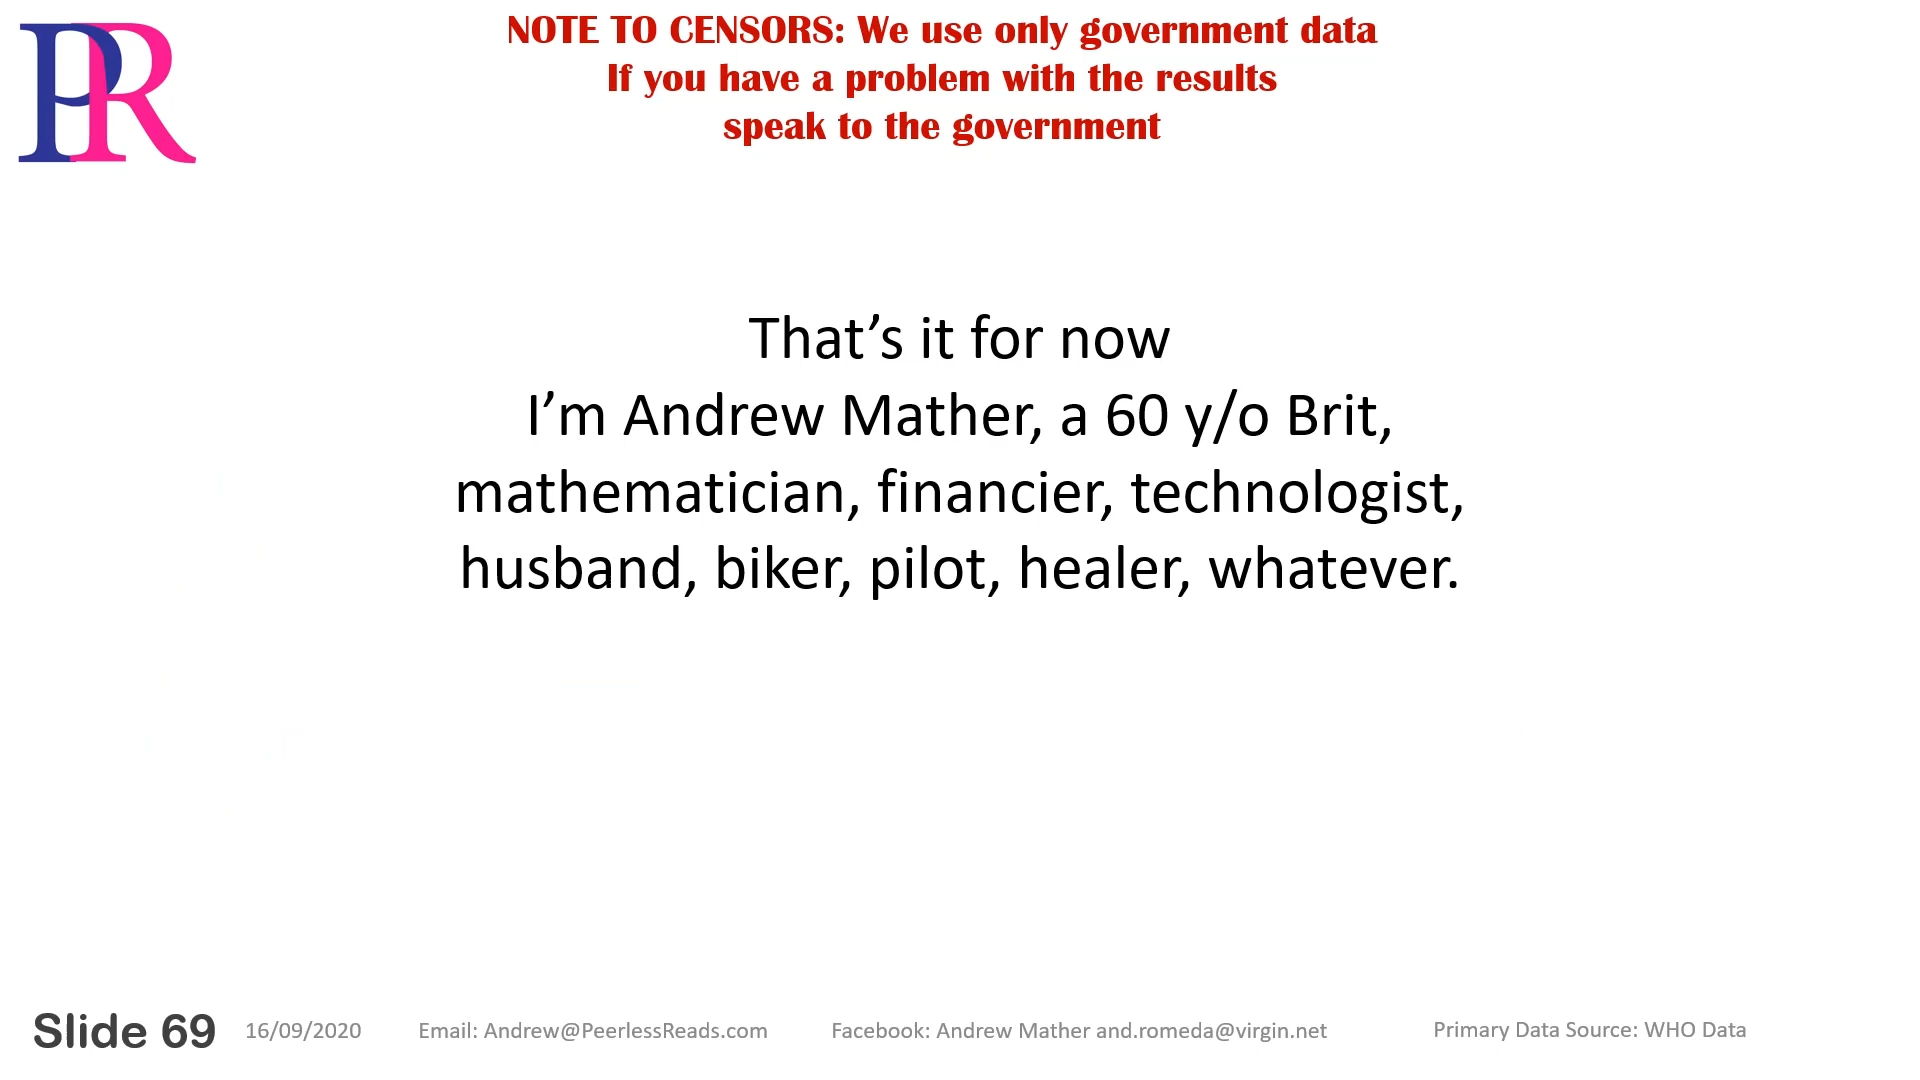 PR
NOTE TO CENSORS: We use only government data
If you have a problem with the results
speak to the government
That’s it for now
I’m Andrew Mather, a 60 y/o Brit,
mathematician, financier, technologist,
husband, biker, pilot, healer, whatever.
Slide 69 16/09/2020 Email: Andrew@PeerlessReads.com Facebook: Andrew Mather and.romeda@virgin.net Primary Data Source: WHO Data